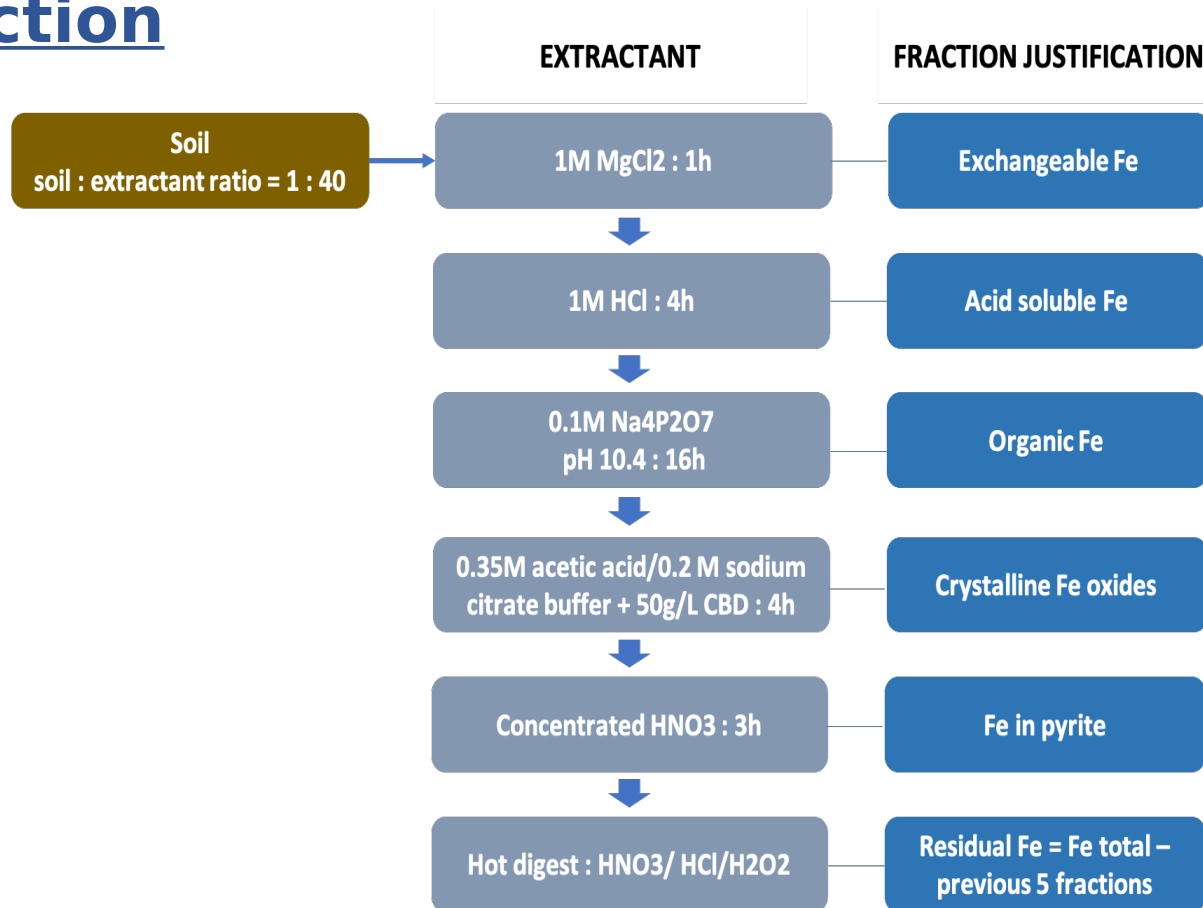 ction
EXTRACTANT
FRACTION JUSTIFICATION
Soil
soil : extractant ratio = 1 : 40
1M MgCl2 : 1h
Exchangeable Fe
1M HCl : 4h
Acid soluble Fe
0.1M Na4P2O7
pH 10.4 : 16h
Organic Fe
0.35M acetic acid/0.2 M sodium
citrate buffer + 50g/L CBD : 4h
Crystalline Fe oxides
Concentrated HNO3 : 3h
Fe in pyrite
Hot digest : HNO3/ HCl/H2O2
Residual Fe = Fe total –
previous 5 fractions